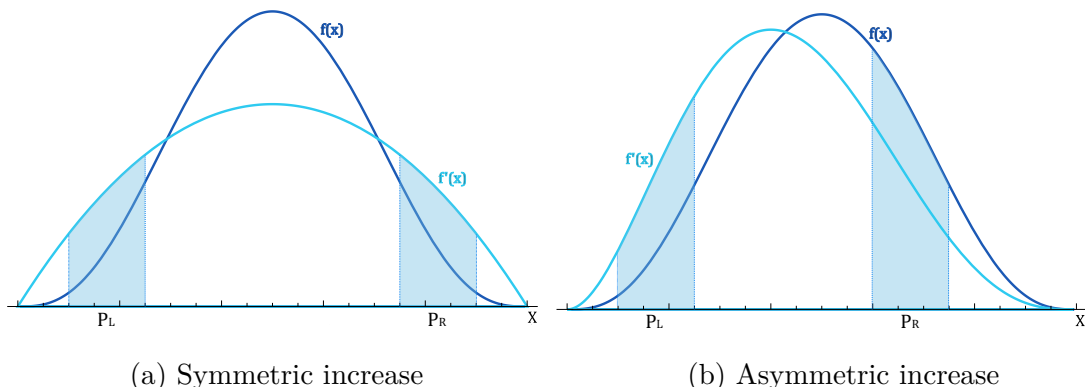 f(x)
f'(x)
PL
PR
X
(a) Symmetric increase
f(x)
f'(x)
PL
PR
X
(b) Asymmetric increase